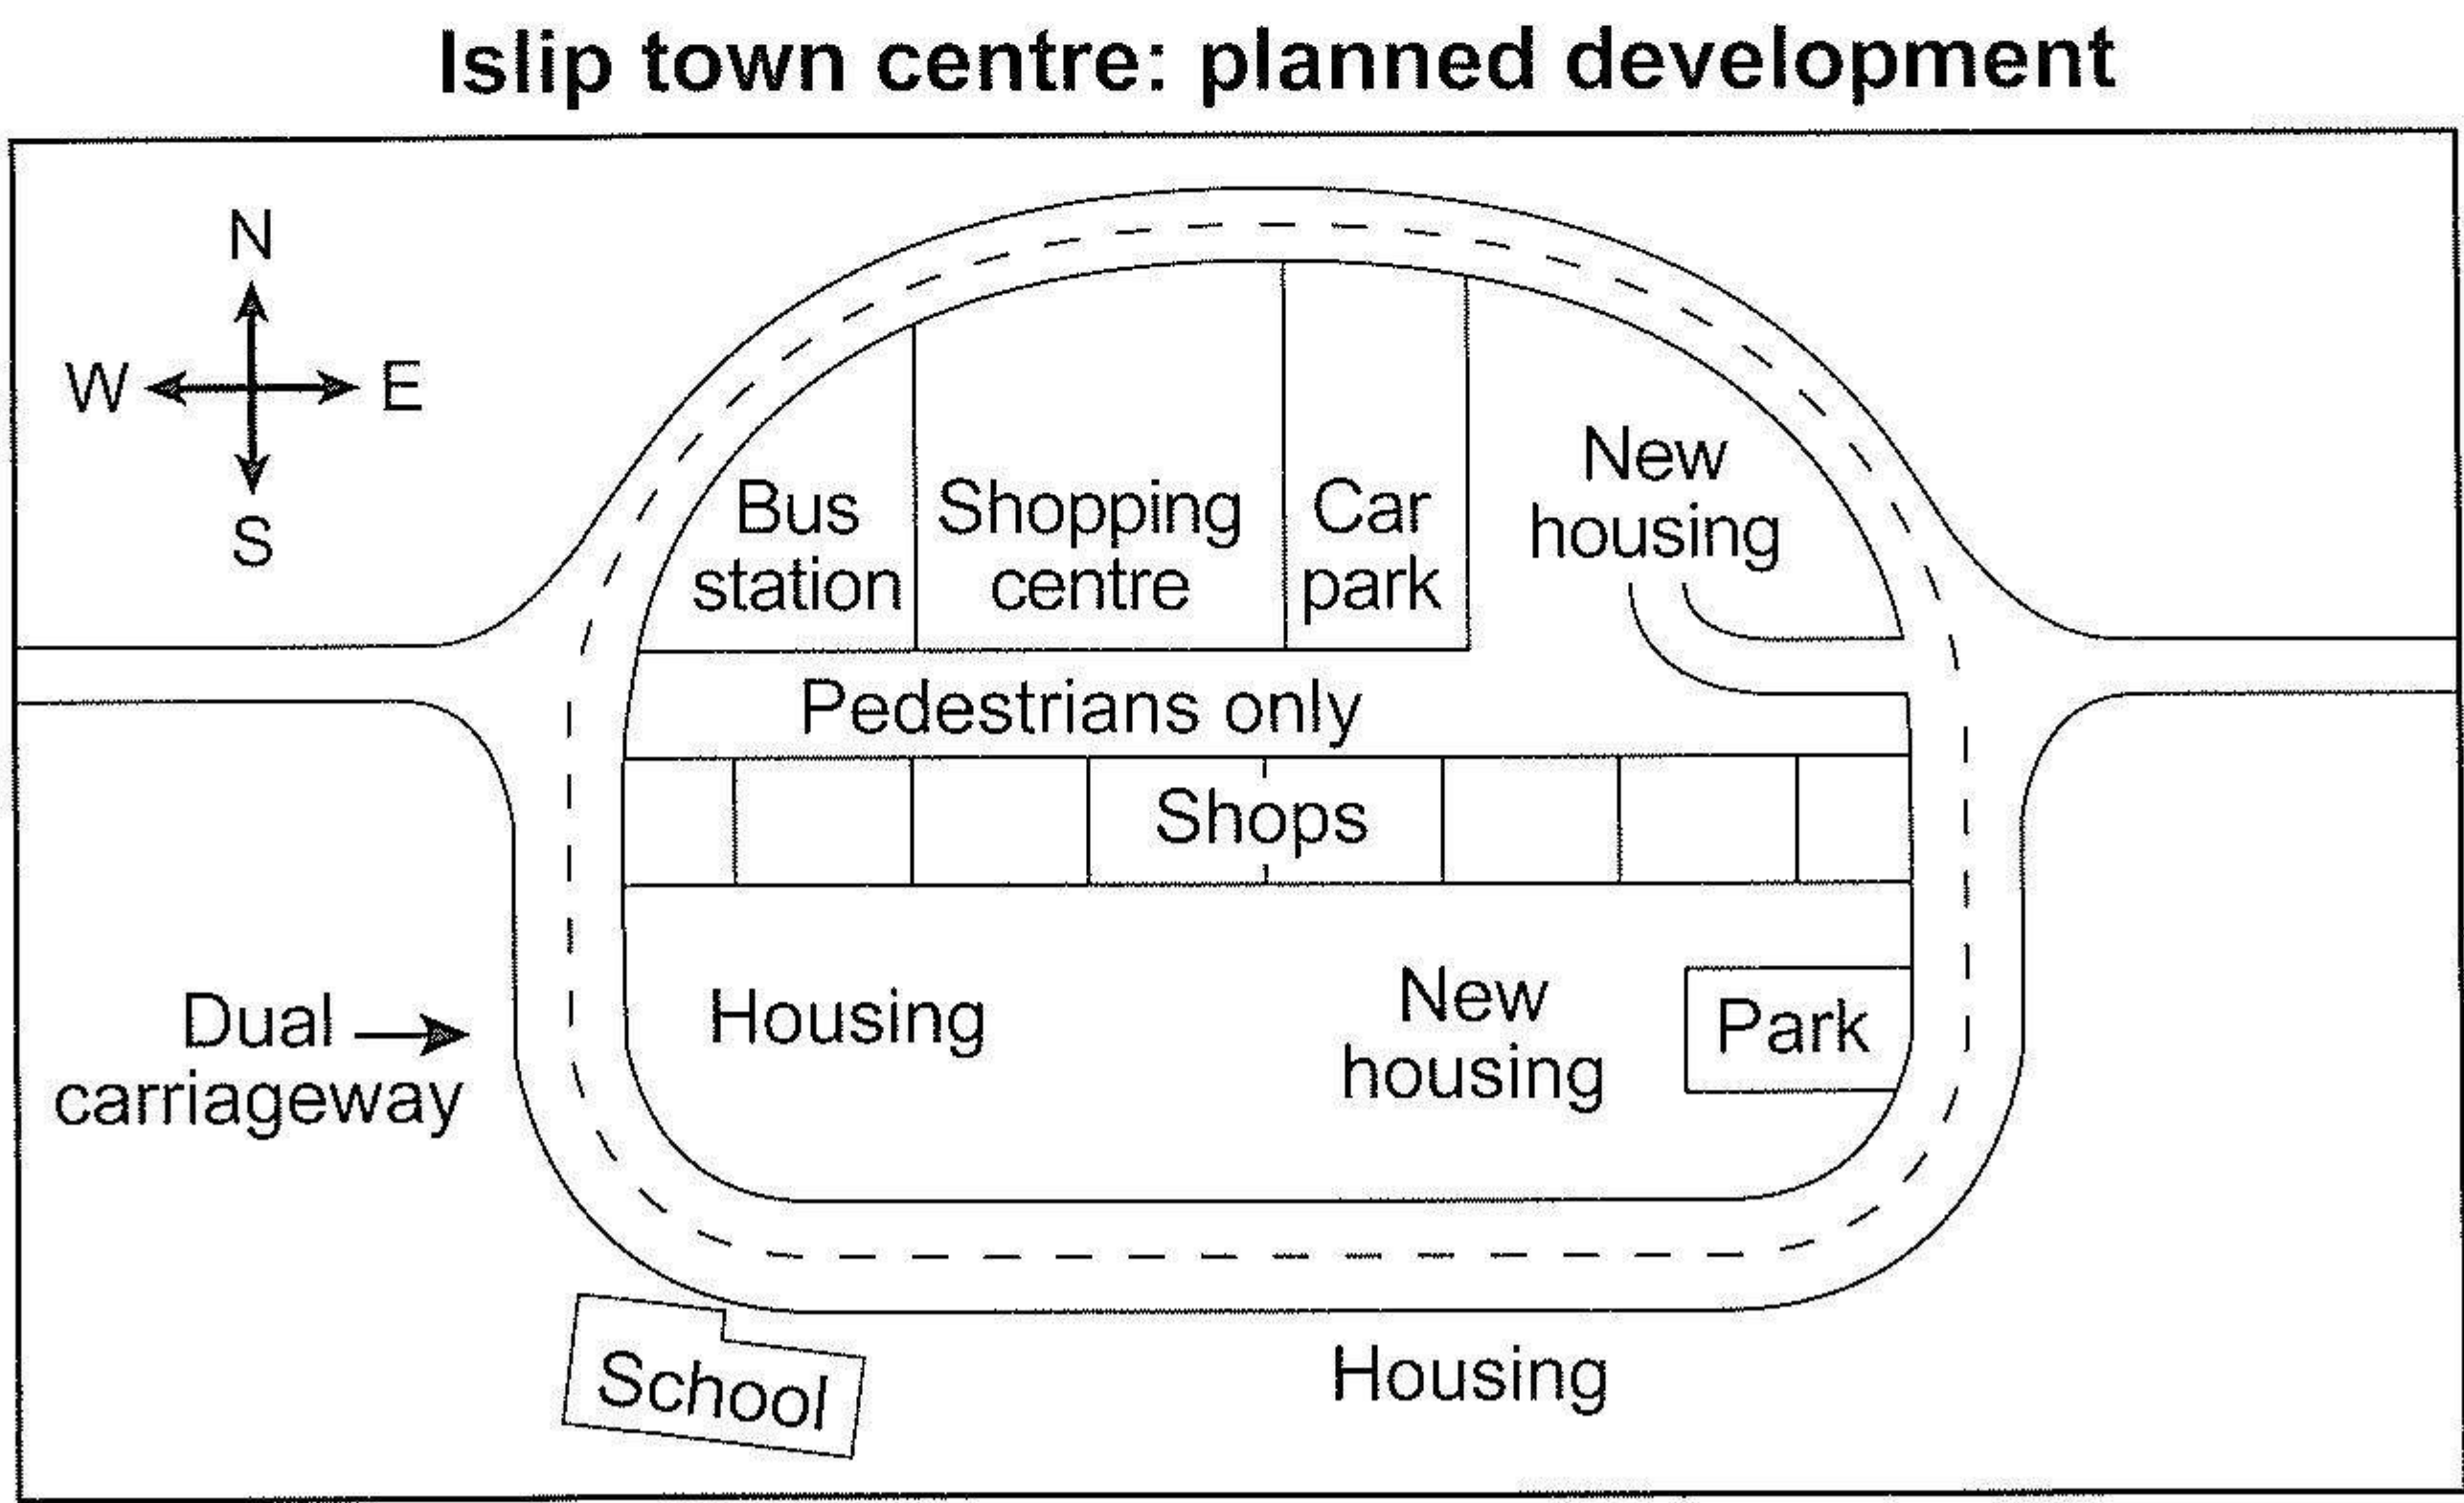 Islip town centre: planned development
N
W
E
S
Bus
station
Shopping
centre
Car
park
New
housing
Pedestrians only
Shops
Dual
carriageway
Housing
New
housing
Park
School
Housing